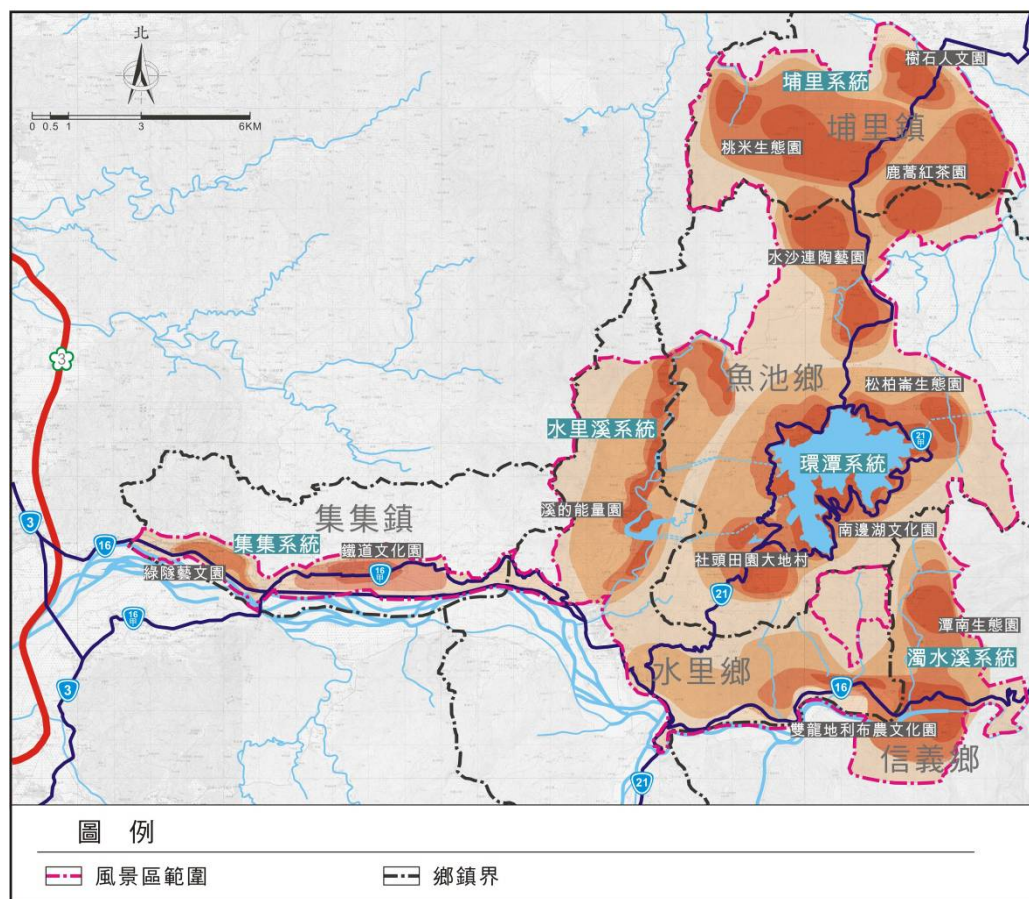 北
0 0.5 1 3 6KM
樹石人文園
埔里系統
埔里鎮
桃米生態園
鹿蒿紅茶園
水沙連陶藝園
3
魚池鄉
松柏崙生態園
水里溪系統
21甲
環潭系統
溪的能量園
集集鎮
南邊湖文化園
3
16
集集系統
鐵道文化園
社頭田園大地村
綠隧藝文園
16甲
21
16甲
潭南生態園
濁水溪系統
3
水里鄉
16
雙龍地利布農文化園
信義鄉
21
圖 例
風景區範圍
鄉鎮界